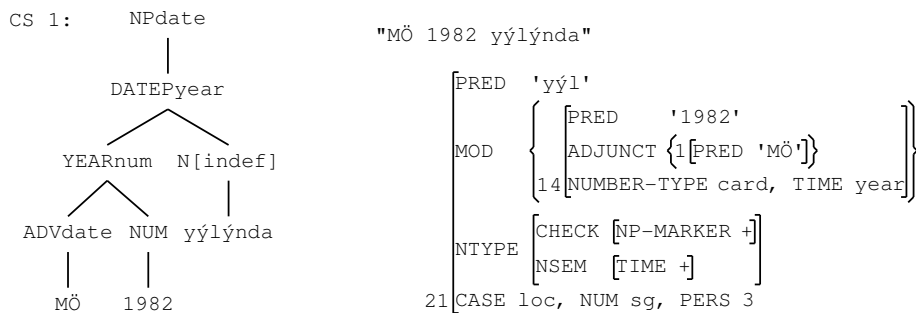 CS 1: NPdate
DATEPyear
YEARnum N[indef]
ADVdate NUM yýlýnda
MÖ 1982
"MÖ 1982 yýlýnda"
PRED 'yýl'
PRED '1982'
MOD ADJUNCT {1[PRED 'MÖ']}
14 NUMBER-TYPE card, TIME year
CHECK [NP-MARKER +]
NTYPE
NSEM [TIME +]
21 CASE loc, NUM sg, PERS 3